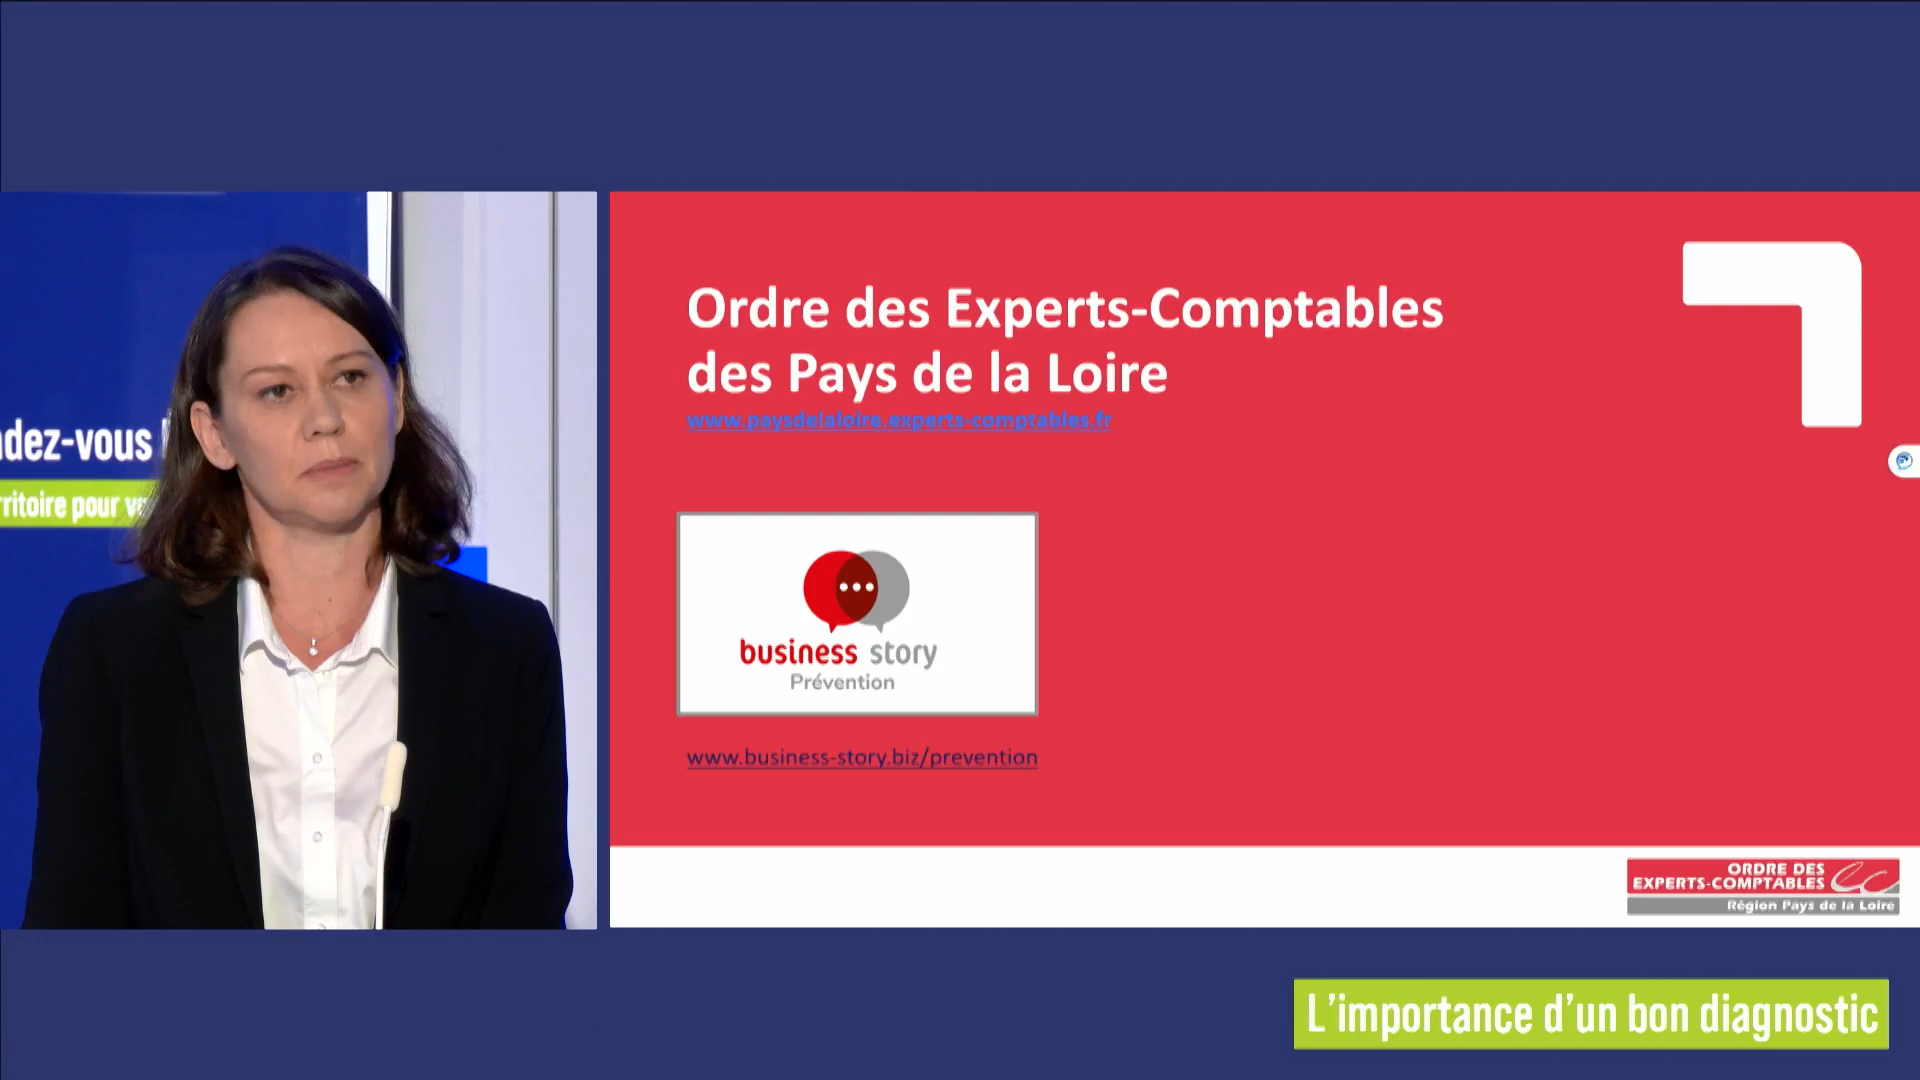 ndez-vous
rritoire pour v
Ordre des Experts-Comptables
des Pays de la Loire
www.paysdelaloire.experts-comptables.fr
business story
Prévention
www.business-story.biz/prevention
ORDRE DES
EXPERTS-COMPTABLES
Région Pays de la Loire
L'importance d'un bon diagnostic